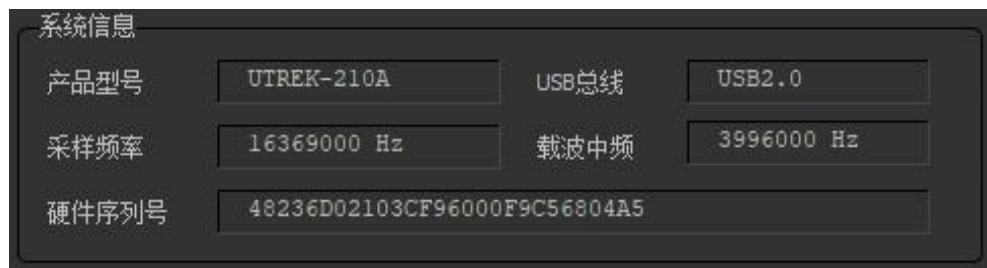 系统信息
产品型号 UTREK-210A USB总线 USB2.0
采样频率 16369000 Hz 载波中频 3996000 Hz
硬件序列号 48236D02103CF96000F9C56804A5